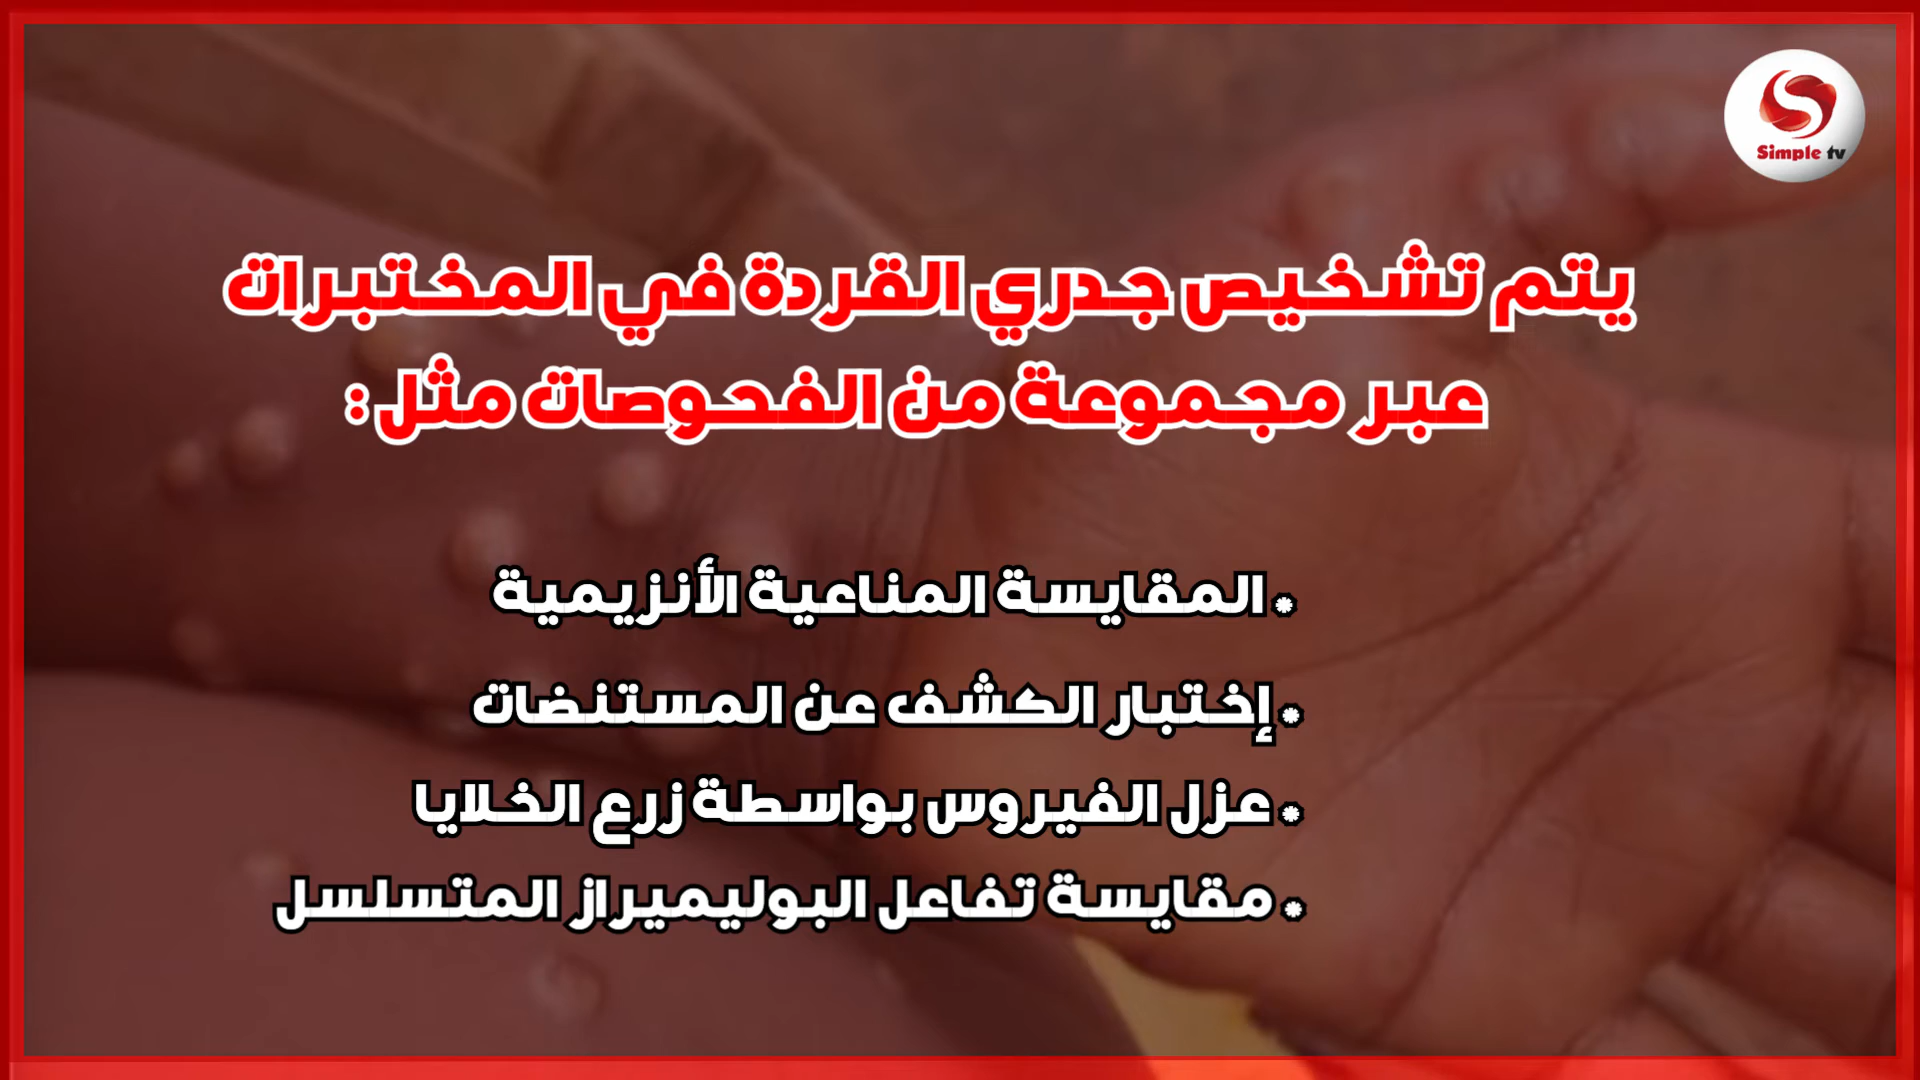 Simple tv
يتم تشخيص جدري القردة في المختبرات
عبر مجموعة من الفحوصات مثل :
* المقايسة المناعية الأنزيمية
* إختبار الكشف عن المستنضات
* عزل الفيروس بواسطة زرع الخلايا
* مقايسة تفاعل البوليميراز المتسلسل